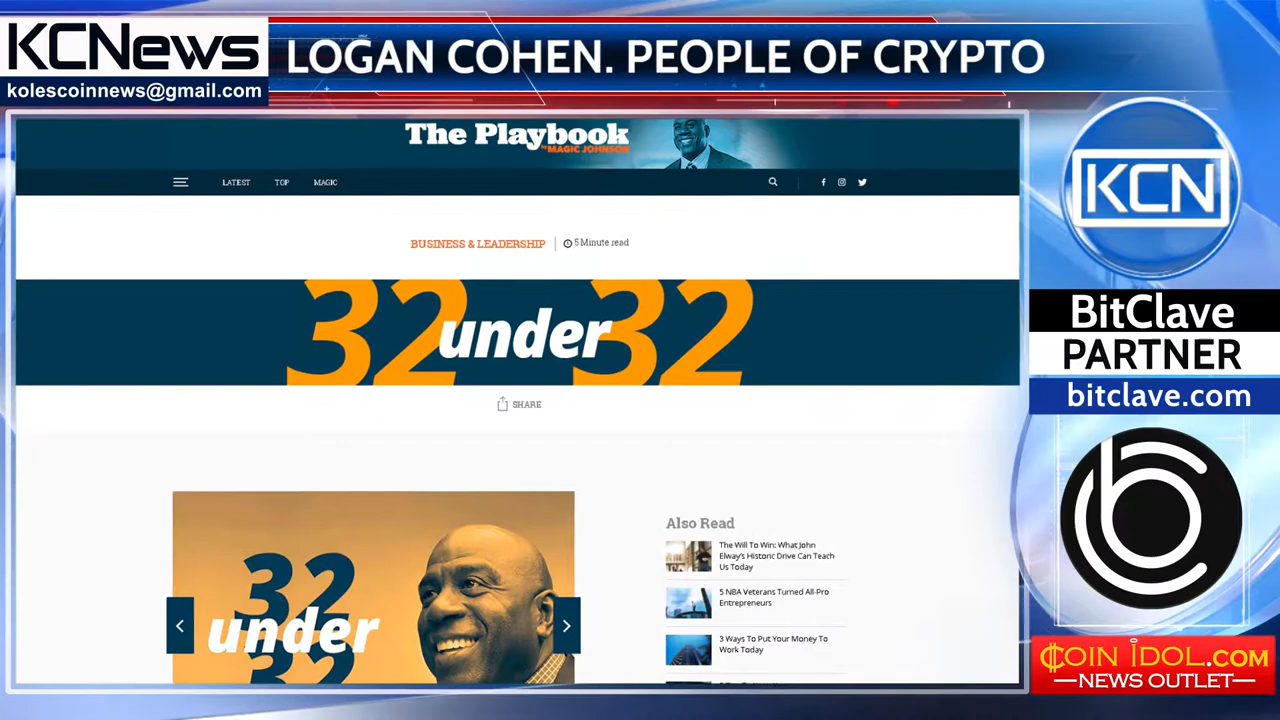 KCNews
kolescoinnews@gmail.com
LOGAN COHEN. PEOPLE OF CRYPTO
The Playbook
by MAGIC JOHNSON
LATEST TOP MAGIC
BUSINESS & LEADERSHIP
5 Minute read
32 under 32
SHARE
32
under
32
Also Read
The Will To Win: What John
Elway's Historic Drive Can Teach
Us Today
5 NBA Veterans Turned All-Pro
Entrepreneurs
3 Ways To Put Your Money To
Work Today
KCN
BitClave
PARTNER
bitclave.com
b
COIN IDOL.COM
NEWS OUTLET